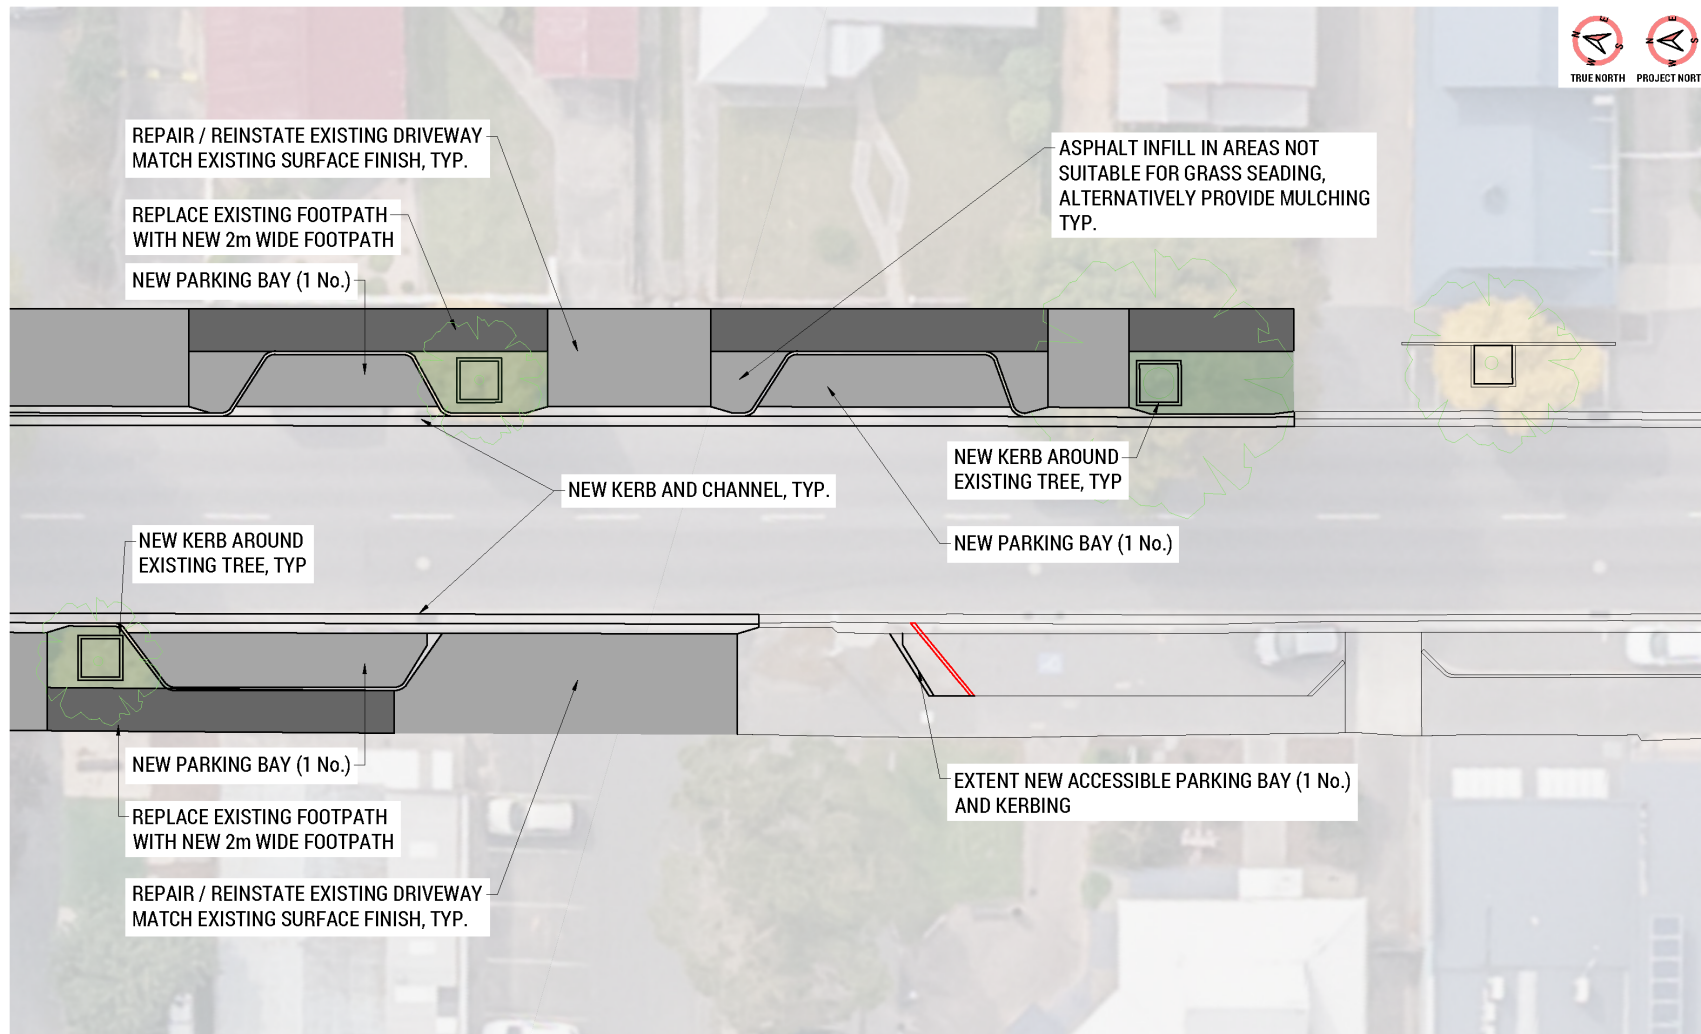 N E S W
N E S W
TRUE NORTH
PROJECT NORT
REPAIR / REINSTATE EXISTING DRIVEWAY
MATCH EXISTING SURFACE FINISH, TYP.
REPLACE EXISTING FOOTPATH
WITH NEW 2m WIDE FOOTPATH
NEW PARKING BAY (1 No.)
ASPHALT INFILL IN AREAS NOT
SUITABLE FOR GRASS SEADING,
ALTERNATIVELY PROVIDE MULCHING
TYP.
NEW KERB AROUND
EXISTING TREE, TYP
NEW KERB AND CHANNEL, TYP.
NEW PARKING BAY (1 No.)
NEW KERB AROUND
EXISTING TREE, TYP
NEW PARKING BAY (1 No.)
REPLACE EXISTING FOOTPATH
WITH NEW 2m WIDE FOOTPATH
REPAIR / REINSTATE EXISTING DRIVEWAY
MATCH EXISTING SURFACE FINISH, TYP.
EXTENT NEW ACCESSIBLE PARKING BAY (1 No.)
AND KERBING